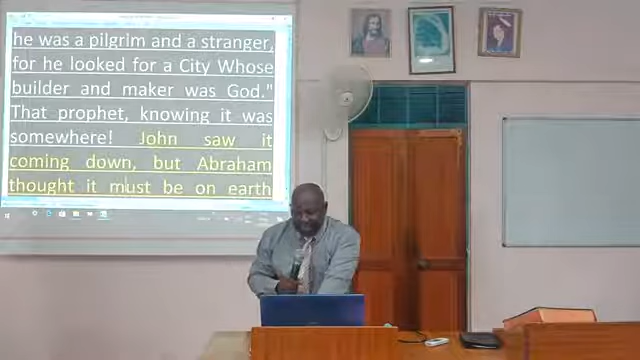 he was a pilgrim and a stranger,
for he looked for a City Whose
builder and maker was God."
That prophet, knowing it was
somewhere! John saw it
coming down, but Abraham
thought it must be on earth